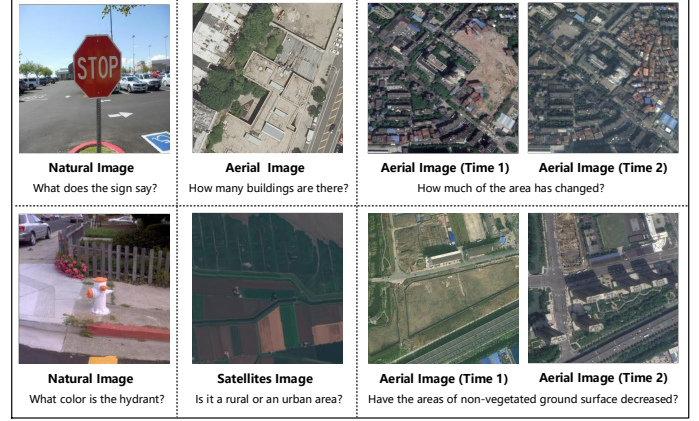 STOP
Natural Image
What does the sign say?
Aerial Image
How many buildings are there?
Aerial Image (Time 1)
Aerial Image (Time 2)
How much of the area has changed?
Natural Image
What color is the hydrant?
Satellites Image
Is it a rural or an urban area?
Aerial Image (Time 1)
Aerial Image (Time 2)
Have the areas of non-vegetated ground surface decreased?